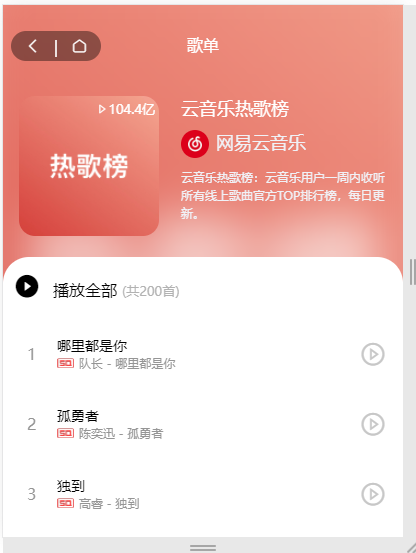 歌单
104.4亿
热歌榜
云音乐热歌榜
网易云音乐
云音乐热歌榜：云音乐用户一周内收听
所有线上歌曲官方TOP排行榜，每日更
新。
播放全部 (共200首)
1
哪里都是你
SQ 队长 - 哪里都是你
2
孤勇者
SQ 陈奕迅 - 孤勇者
3
独到
SQ 高睿 - 独到